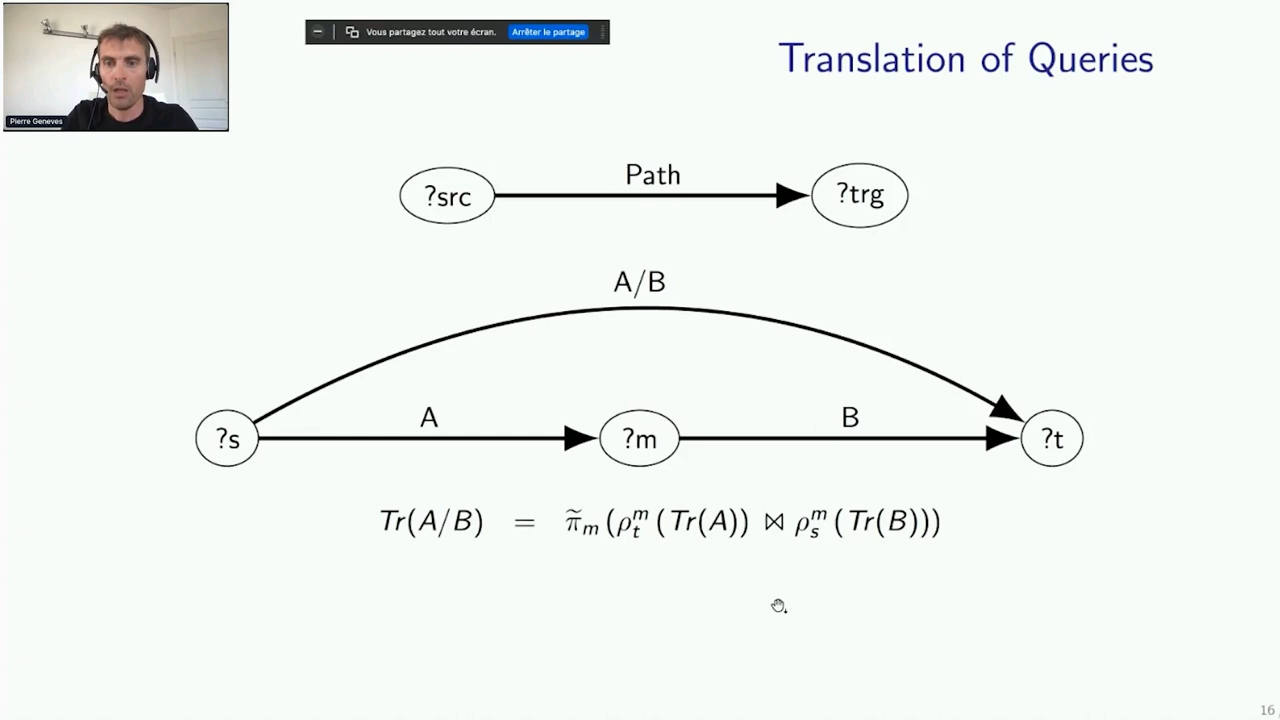 Vous partagez tout votre écran. Arrêter le partage
Translation of Queries
Pierre Geneves
Path
?src ?trg
A/B
A B
?s ?m ?t
Tr(A/B) = π̃ₘ (ρₜᵐ (Tr(A)) ⋈ ρₛᵐ (Tr(B)))
16